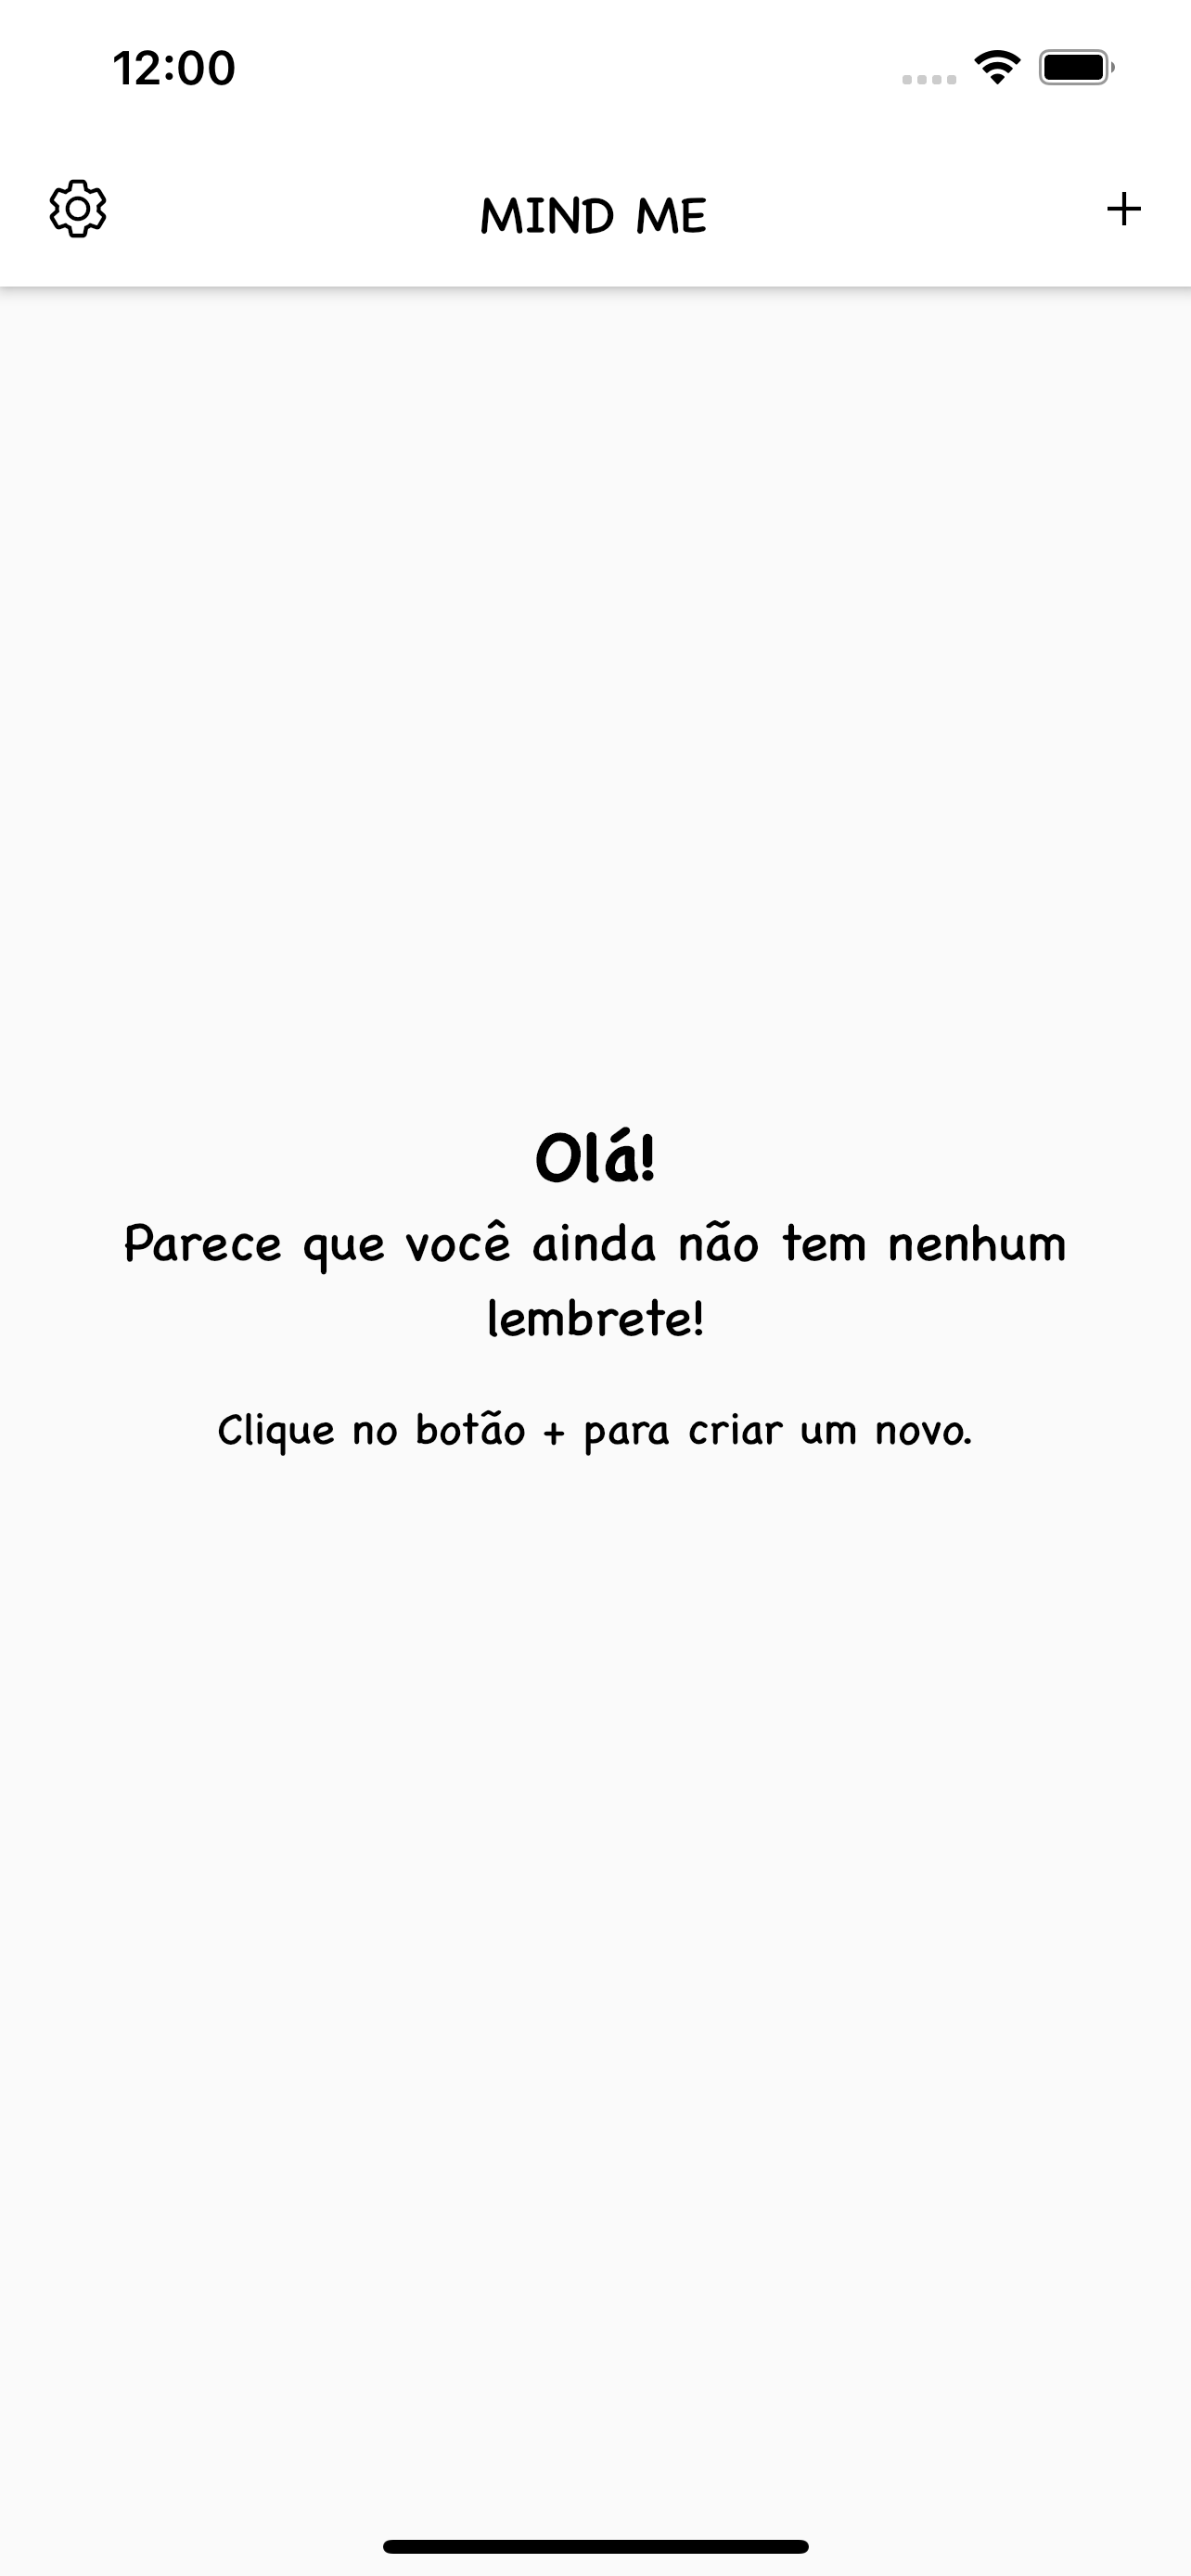 12:00
MIND ME
+
Olá!
Parece que você ainda não tem nenhum
lembrete!
Clique no botão + para criar um novo.